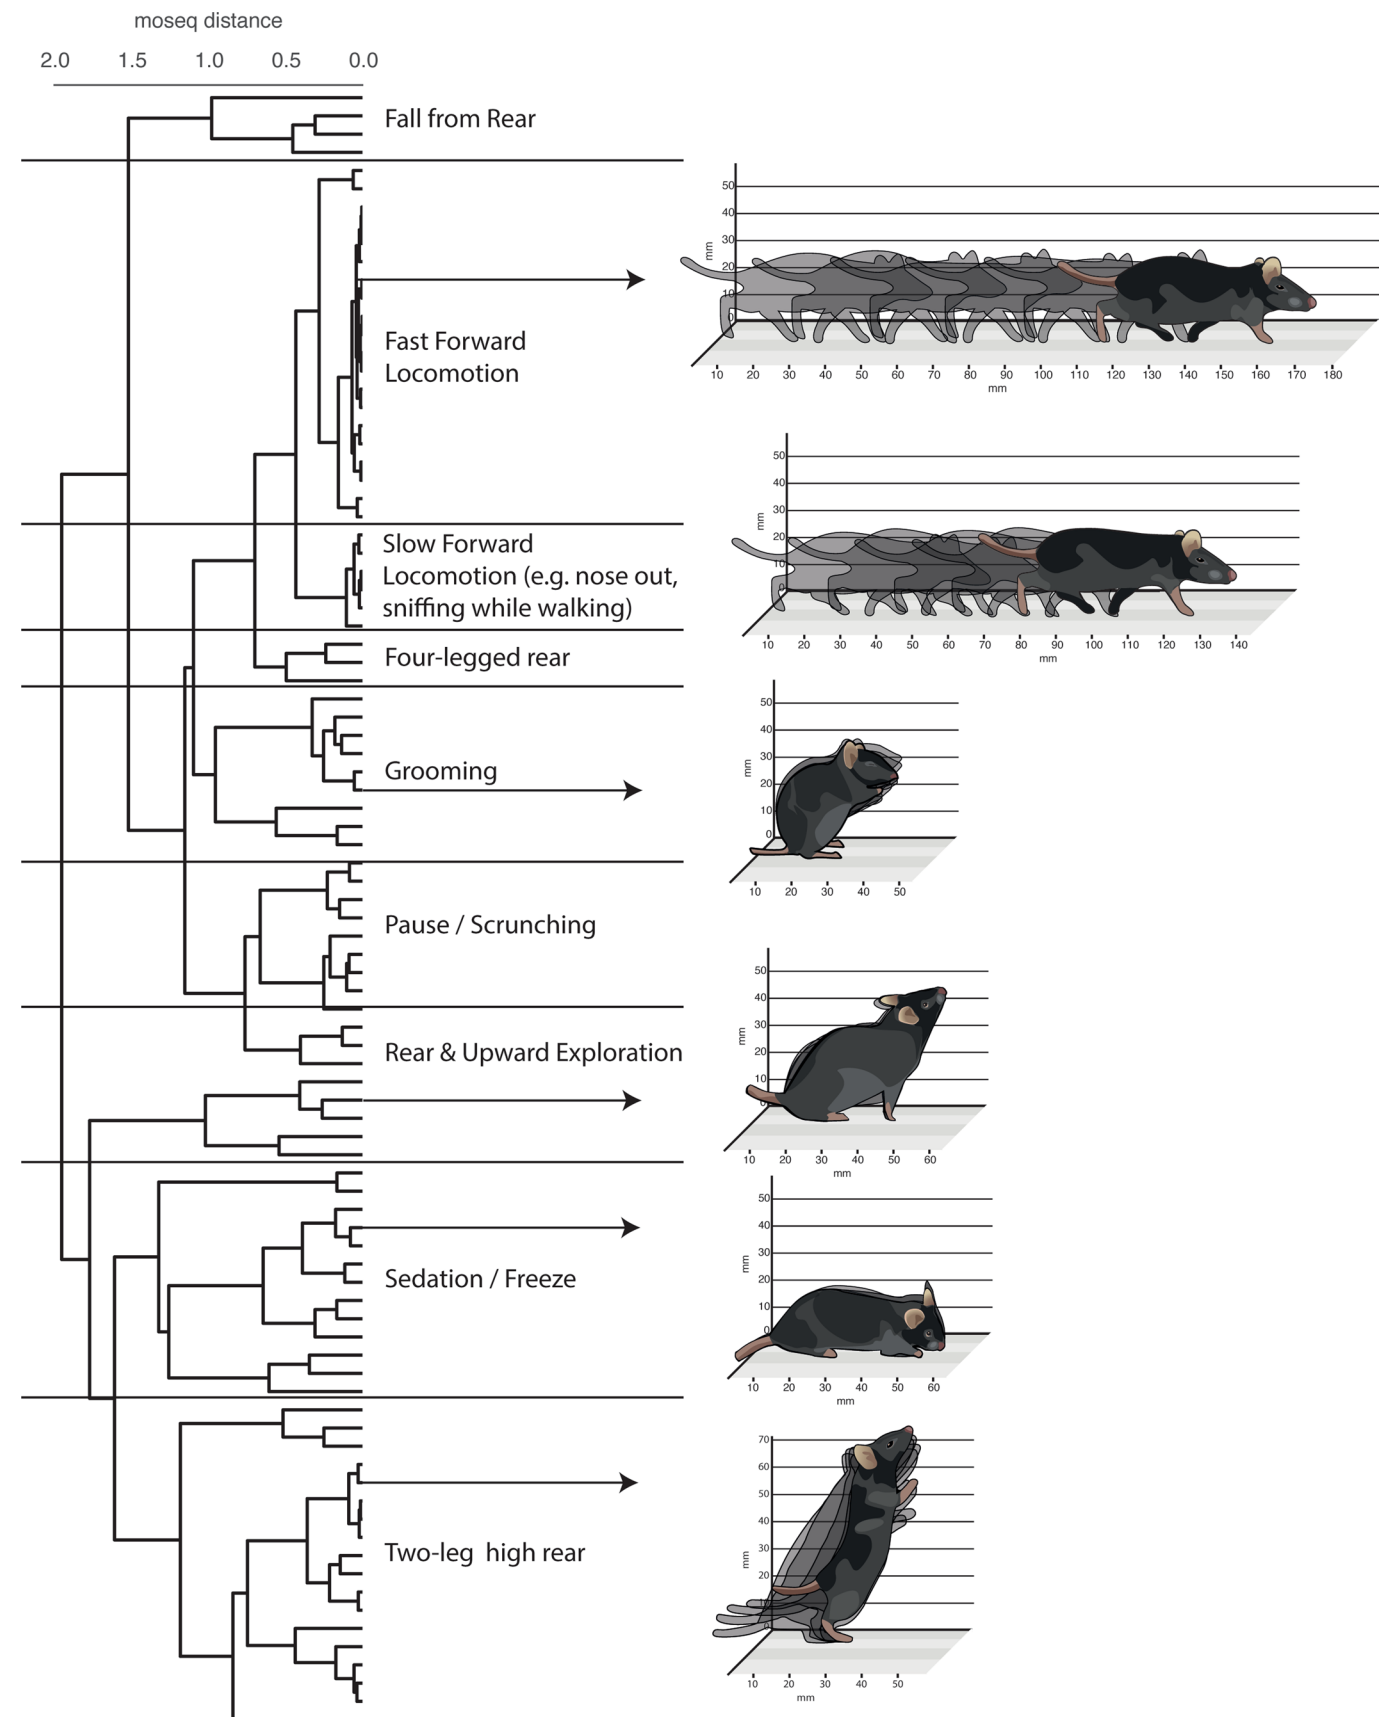 moseq distance
2.0 1.5 1.0 0.5 0.0
Fall from Rear
50
40
30
20
10
0
mm
10 20 30 40 50 60 70 80 90 100 110 120 130 140 150 160 170 180
mm
Fast Forward
Locomotion
50
40
30
20
10
0
mm
10 20 30 40 50 60 70 80 90 100 110 120 130 140
mm
Slow Forward
Locomotion (e.g. nose out,
sniffing while walking)
Four-legged rear
50
40
30
20
10
0
mm
10 20 30 40 50
Grooming
Pause / Scrunching
50
40
30
20
10
0
mm
10 20 30 40 50 60
mm
Rear & Upward Exploration
50
40
30
20
10
0
mm
10 20 30 40 50 60
mm
Sedation / Freeze
70
60
50
40
30
20
10
0
mm
10 20 30 40 50
mm
Two-leg high rear